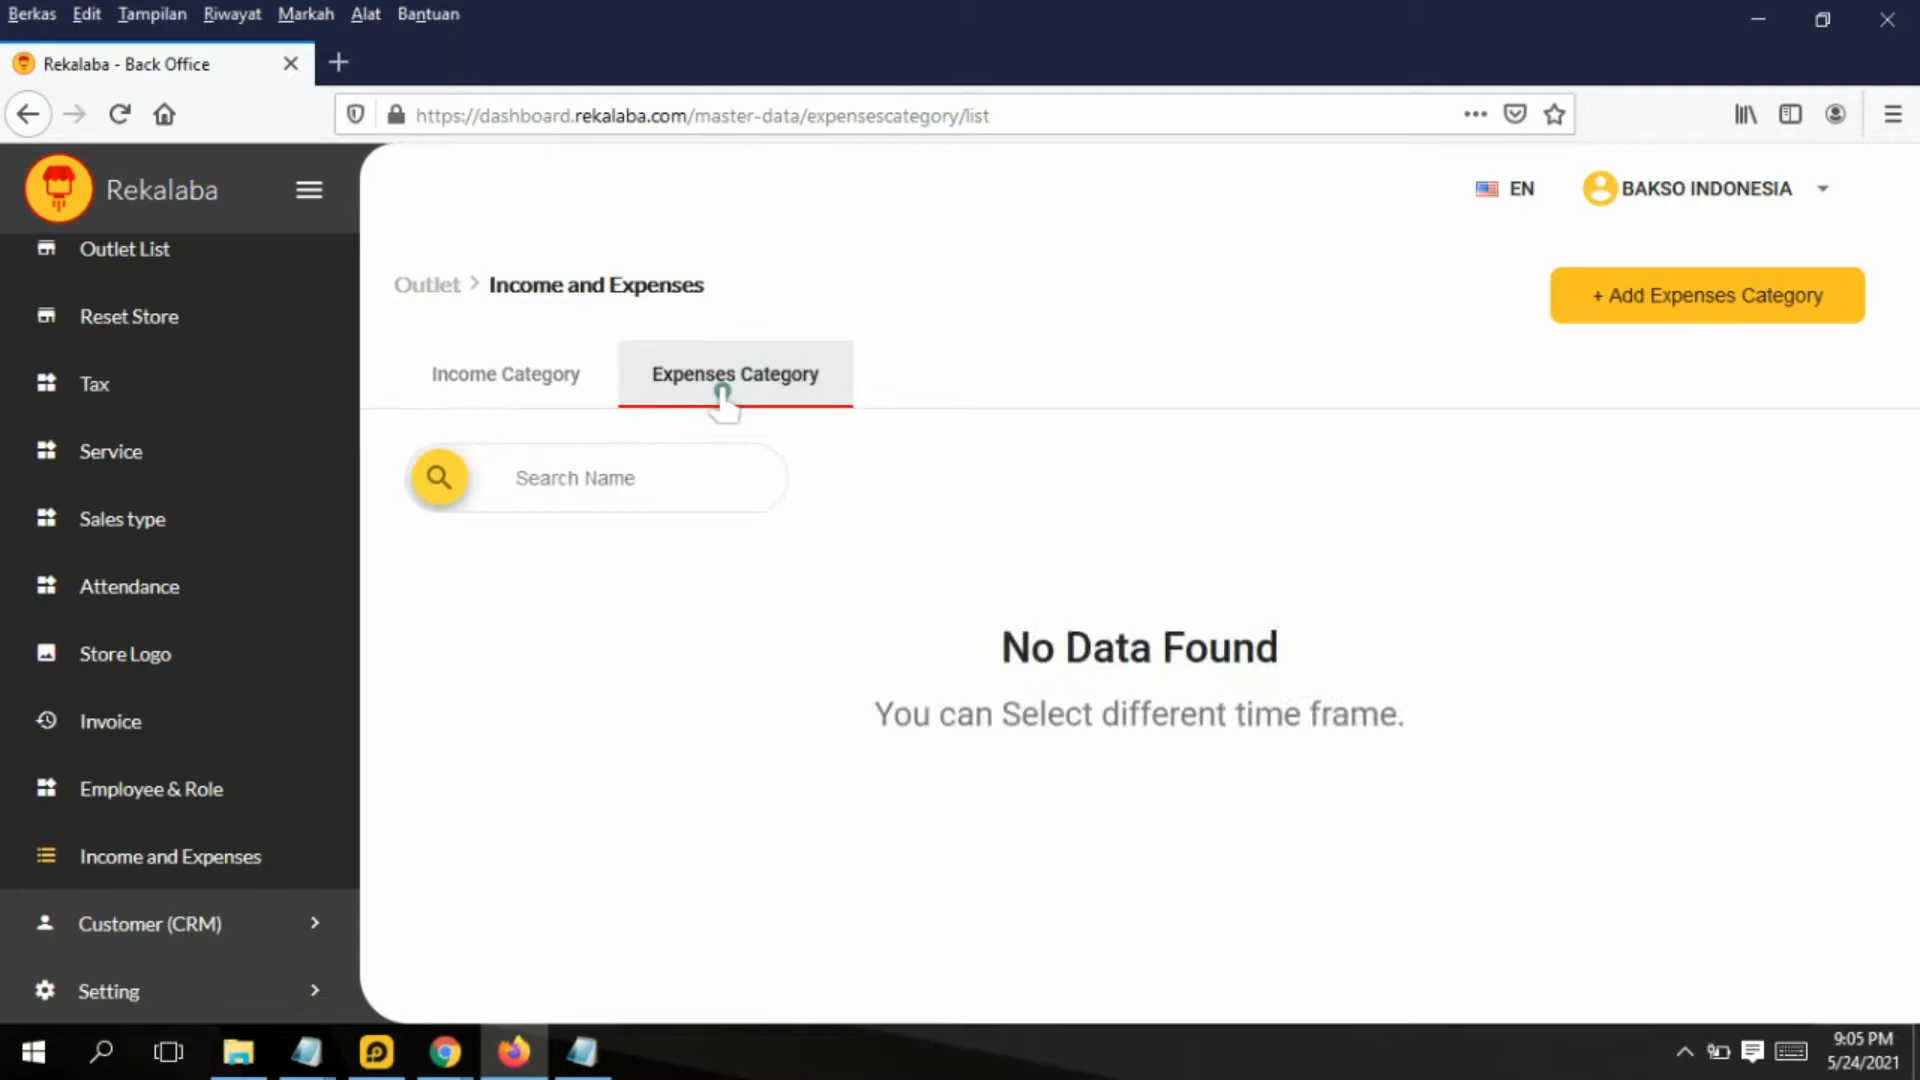 Berkas Edit Tampilan Riwayat Markah Alat Bantuan
Rekalaba - Back Office
https://dashboard.rekalaba.com/master-data/expensescategory/list
Rekalaba
EN
BAKSO INDONESIA
Outlet List
Outlet > Income and Expenses
+ Add Expenses Category
Reset Store
Income Category
Expenses Category
Tax
Service
Search Name
Sales type
Attendance
Store Logo
No Data Found
You can Select different time frame.
Invoice
Employee & Role
Income and Expenses
Customer (CRM)
Setting
9:05 PM
5/24/2021